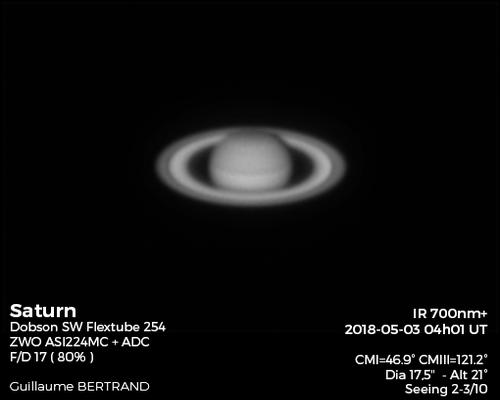 Saturn
Dobson SW Flextube 254
ZWO ASI224MC + ADC
F/D 17 ( 80% )
Guillaume BERTRAND
IR 700nm+
2018-05-03 04h01 UT
CMI=46.9° CMIII=121.2°
Dia 17,5" - Alt 21°
Seeing 2-3/10